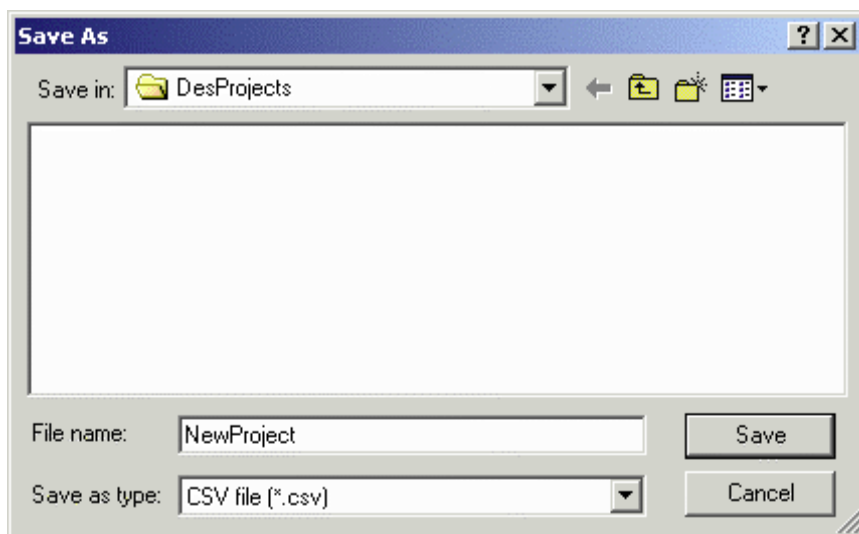 Save As
Save in: DesProjects
File name: NewProject Save
Save as type: CSV file (*.csv) Cancel